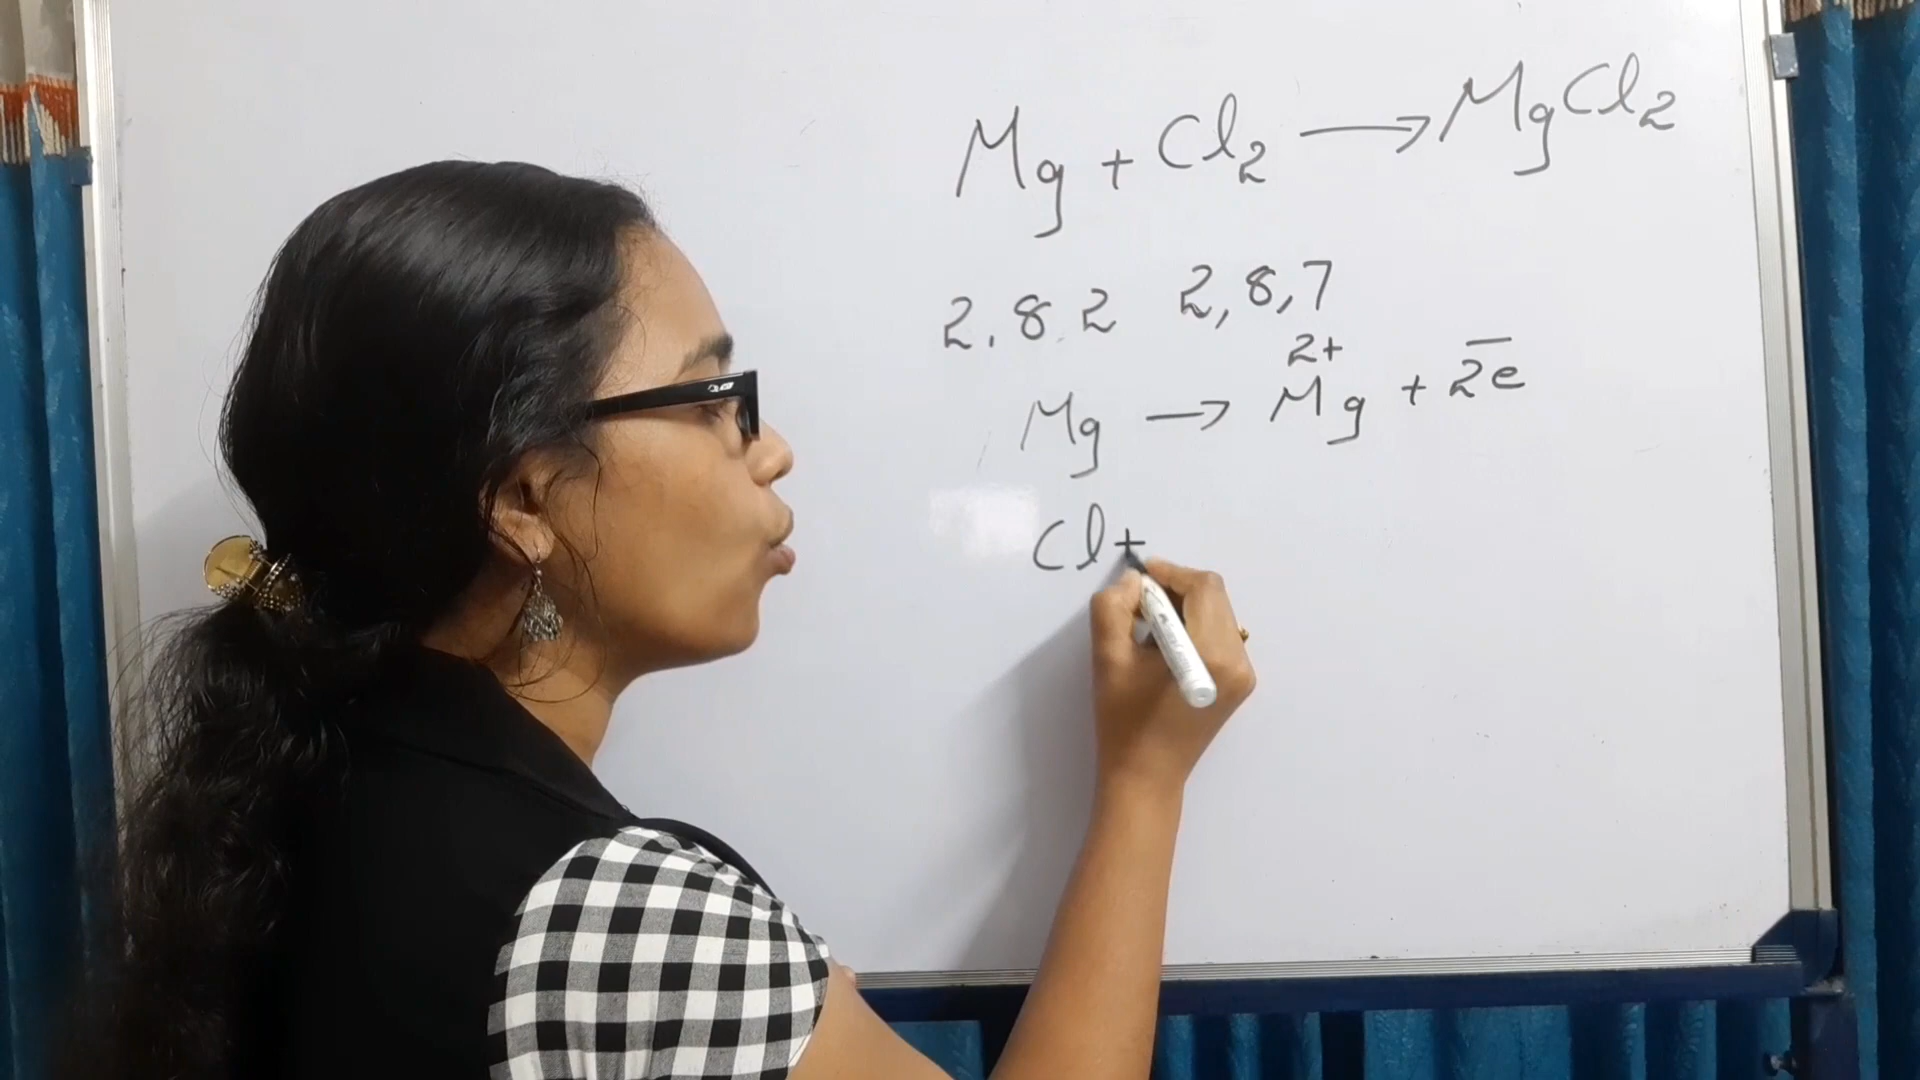 Mg + Cl₂ → MgCl₂
2.8 2 2,8,7
Mg → Mg²⁺ + 2e⁻
Cl +